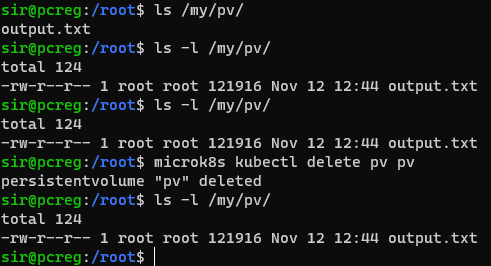 sir@pcreg:/root$ ls /my/pv/
output.txt
sir@pcreg:/root$ ls -l /my/pv/
total 124
-rw-r--r-- 1 root root 121916 Nov 12 12:44 output.txt
sir@pcreg:/root$ ls -l /my/pv/
total 124
-rw-r--r-- 1 root root 121916 Nov 12 12:44 output.txt
sir@pcreg:/root$ microk8s kubectl delete pv pv
persistentvolume "pv" deleted
sir@pcreg:/root$ ls -l /my/pv/
total 124
-rw-r--r-- 1 root root 121916 Nov 12 12:44 output.txt
sir@pcreg:/root$